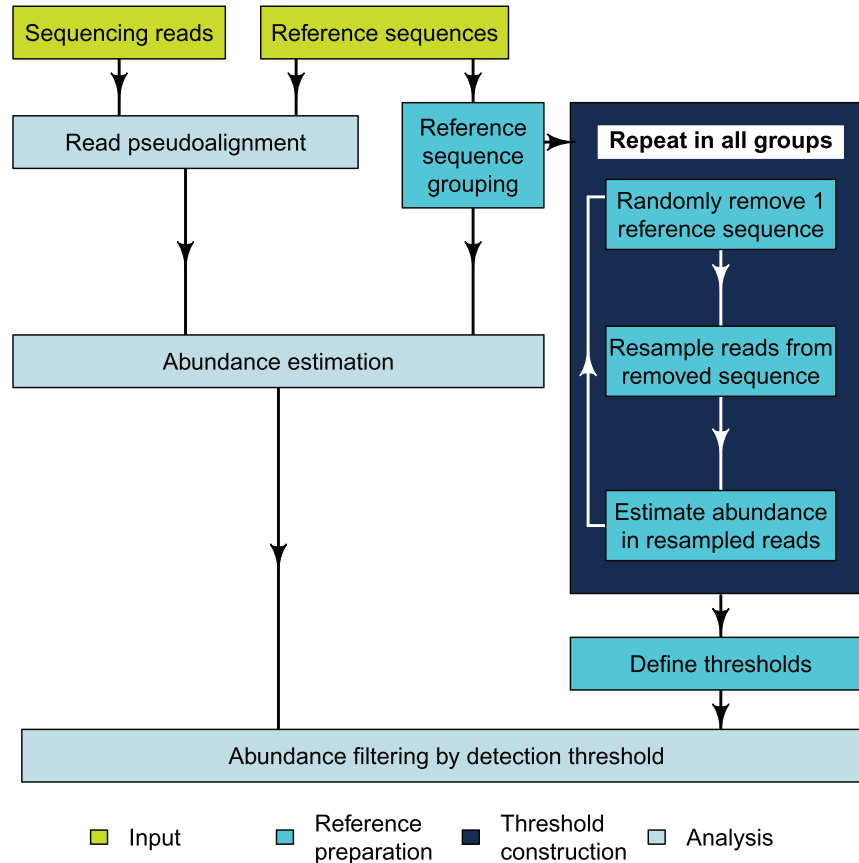 Sequencing reads
Reference sequences
Read pseudoalignment
Reference
sequence
grouping
Repeat in all groups
Randomly remove 1
reference sequence
Resample reads from
removed sequence
Abundance estimation
Estimate abundance
in resampled reads
Define thresholds
Abundance filtering by detection threshold
Input
Reference
preparation
Threshold
construction
Analysis